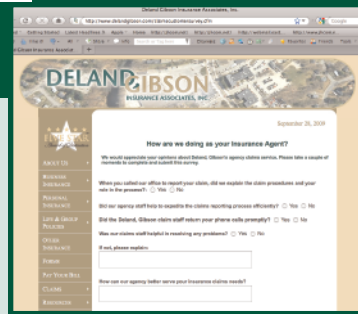 Deland Gibson Insurance Associates, Inc.
Deland Gibson Insurance Associates
DELAND
GIBSON
INSURANCE ASSOCIATES, INC.
September 28, 2009
FIVE STAR
How are we doing as your Insurance Agent?
We would appreciate your opinions about Deland, Gibson's agency claims service. Please take a couple of
moments to complete and submit this survey.
When you called our office to report your claim, did we explain the claim procedures and your
role in the process?: Yes No
Did our agency staff help to expedite the claims reporting process efficiently? Yes No
Did the Deland, Gibson claim staff return your phone calls promptly? Yes No
Was our claims staff helpful in resolving any problems? Yes No
If not, please explain:
How can our agency better serve your insurance claims needs?
ABOUT US
BUSINESS
INSURANCE
PERSONAL
INSURANCE
LIFE & GROUP
POLICIES
OTHER
INSURANCE
FORMS
PAY YOUR BILL
CLAIMS
RESOURCES